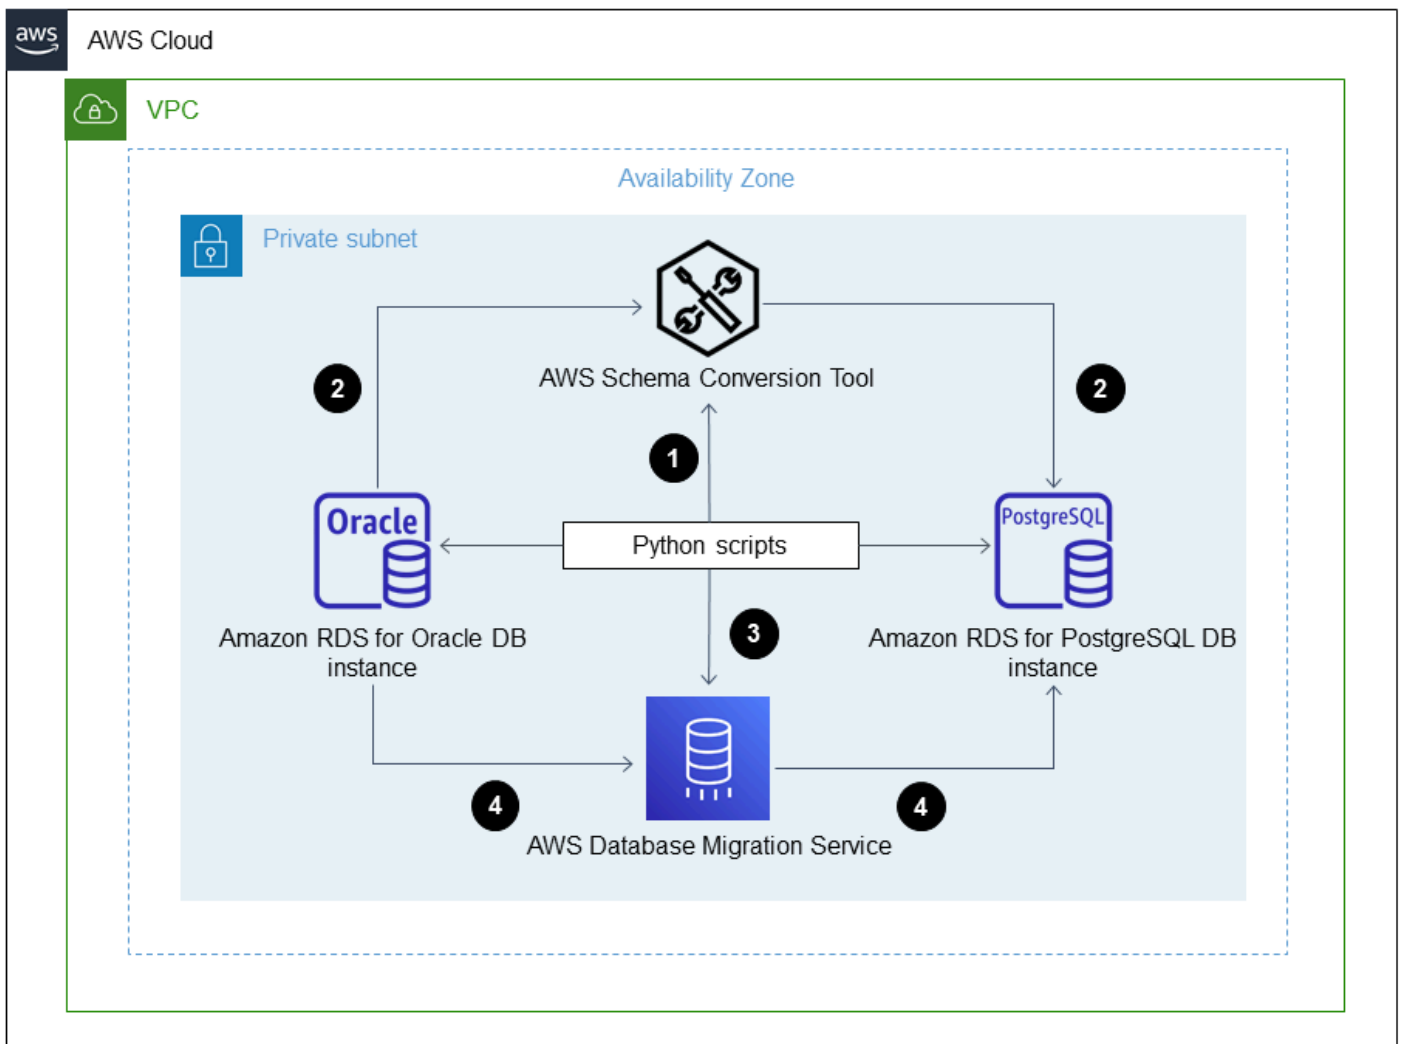 aws
AWS Cloud
VPC
Availability Zone
Private subnet
AWS Schema Conversion Tool
2
2
1
Oracle
PostgreSQL
Python scripts
Amazon RDS for Oracle DB
instance
3
Amazon RDS for PostgreSQL DB
instance
4
4
AWS Database Migration Service